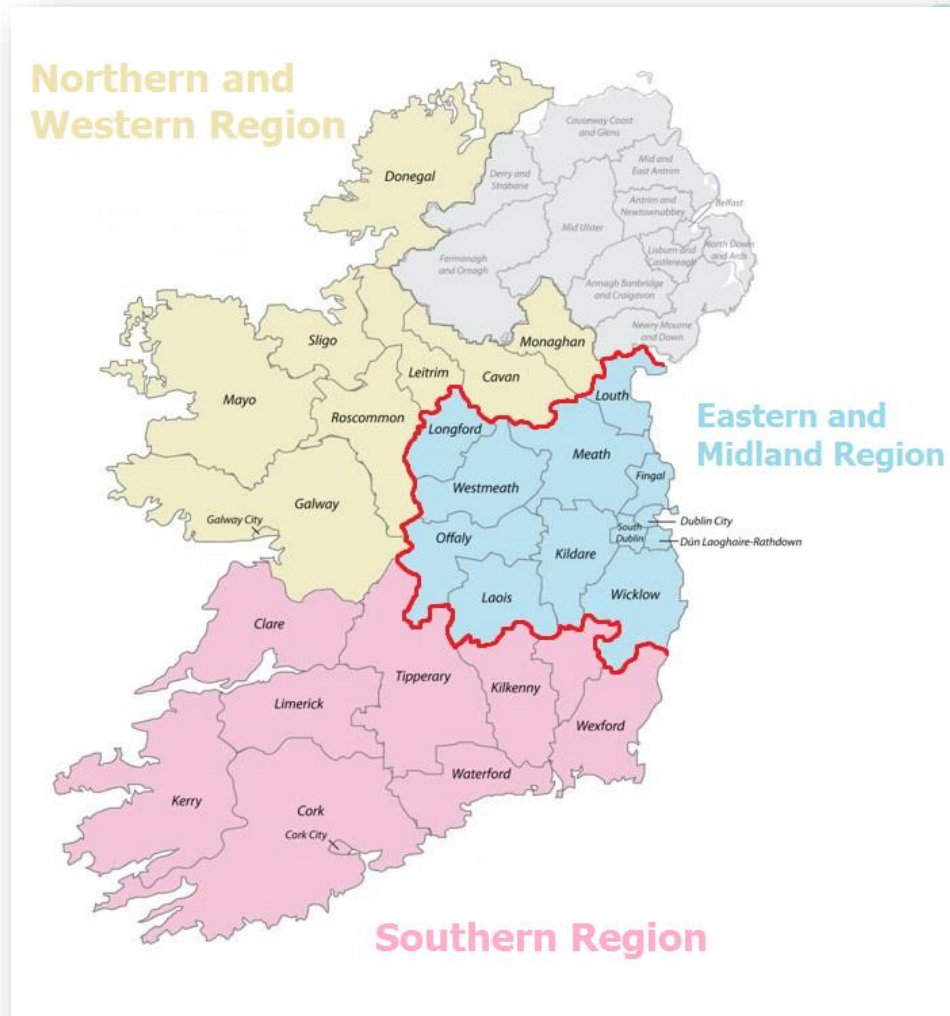 Northern and
Western Region
Donegal
Causeway Coast
and Glens
Derry and
Strabane
Mid and
East Antrim
Antrim and
Newtownabbey
Belfast
Mid Ulster
Lisburn and
Castlereagh
North Down
and Ards
Fermanagh
and Omagh
Armagh Banbridge
and Craigavon
Newry Mourne
and Down
Monaghan
Sligo
Leitrim
Cavan
Mayo
Roscommon
Louth
Longford
Eastern and
Midland Region
Meath
Westmeath
Fingal
Galway
Galway City
Offaly
South
Dublin
Dublin City
Dún Laoghaire-Rathdown
Kildare
Laois
Wicklow
Clare
Tipperary
Limerick
Kilkenny
Wexford
Waterford
Kerry
Cork
Cork City
Southern Region